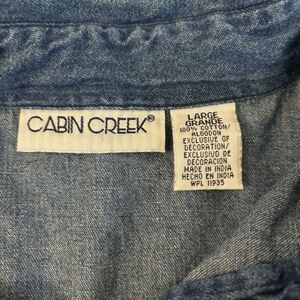 CABIN CREEK®
LARGE
GRANDE
100% COTTON/
ALGODON
EXCLUSIVE OF
DECORATION/
EXCLUSIVO DE
DECORACION
MADE IN INDIA
HECHO EN INDIA
WPL 11935